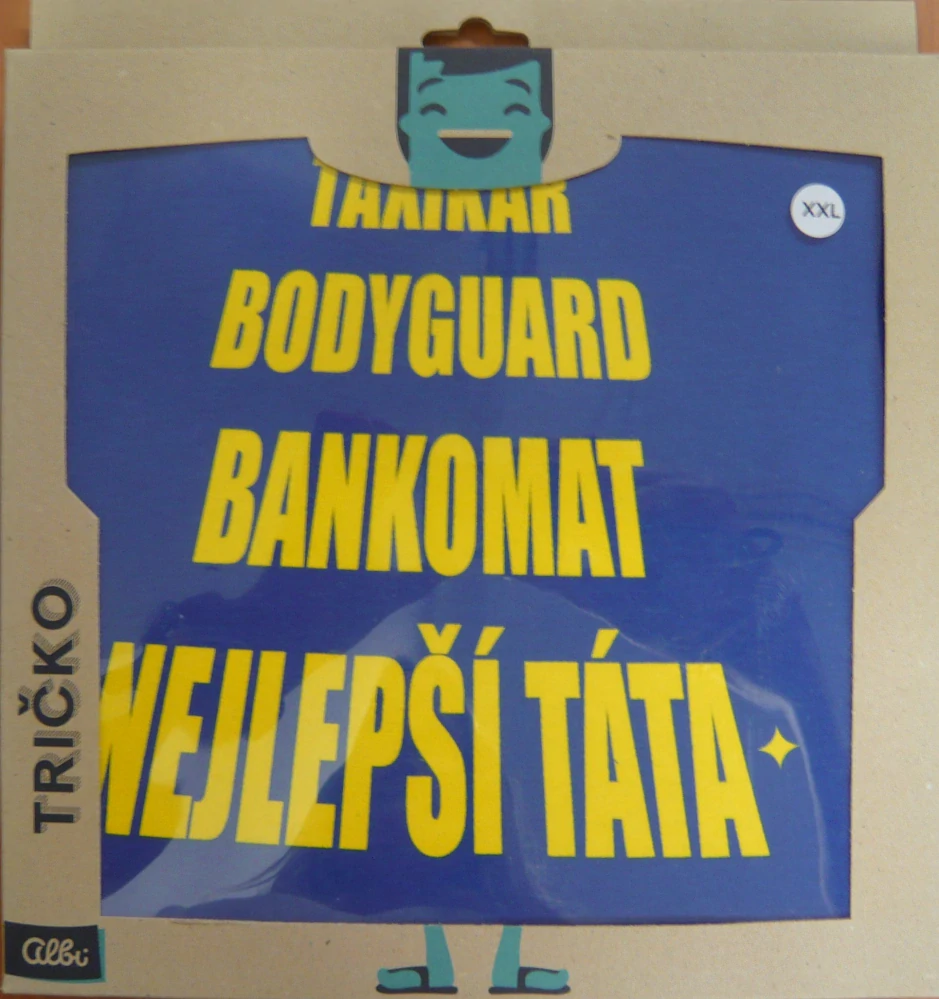 TAXIKÁŘ
XXL
BODYGUARD
BANKOMAT
NEJLEPŠÍ TÁTA
TRIČKO
albi